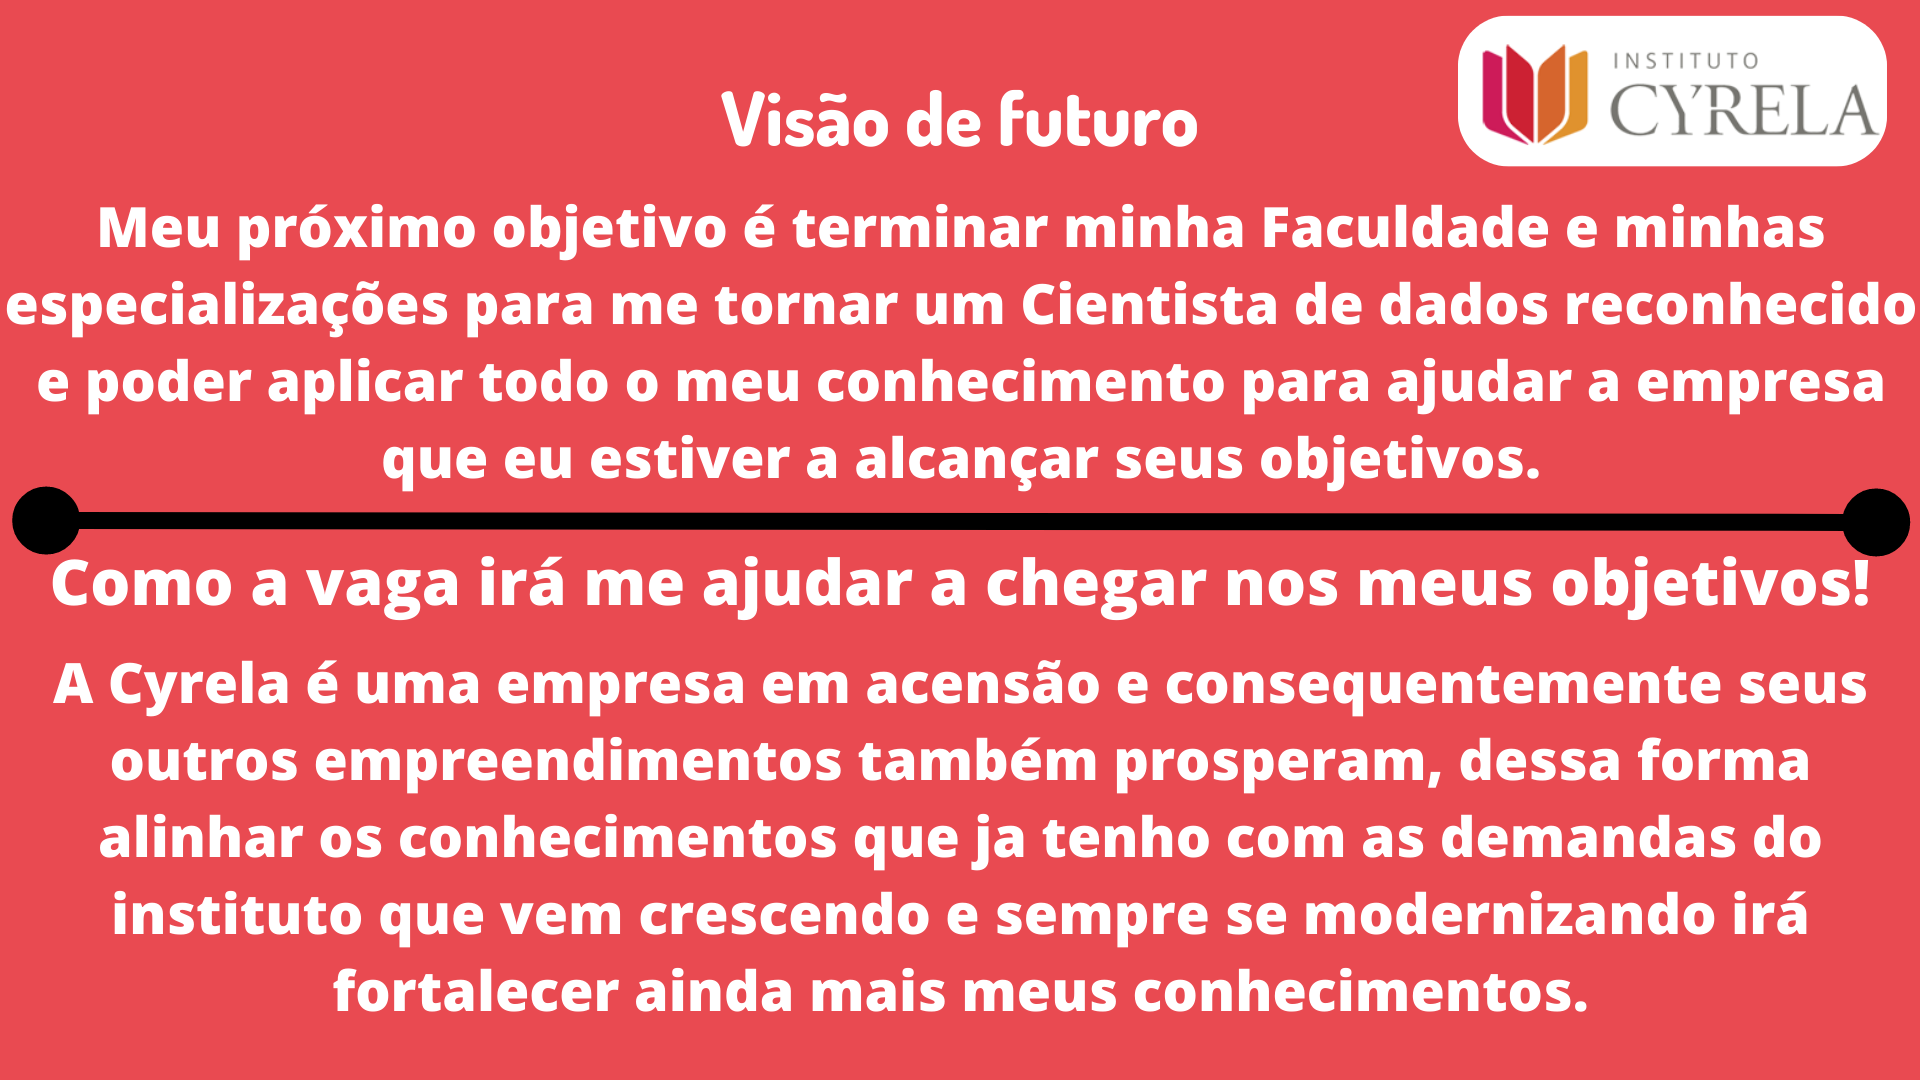 INSTITUTO
CYRELA
Visão de futuro
Meu próximo objetivo é terminar minha Faculdade e minhas
especializações para me tornar um Cientista de dados reconhecido
e poder aplicar todo o meu conhecimento para ajudar a empresa
que eu estiver a alcançar seus objetivos.
Como a vaga irá me ajudar a chegar nos meus objetivos!
A Cyrela é uma empresa em acensão e consequentemente seus
outros empreendimentos também prosperam, dessa forma
alinhar os conhecimentos que ja tenho com as demandas do
instituto que vem crescendo e sempre se modernizando irá
fortalecer ainda mais meus conhecimentos.